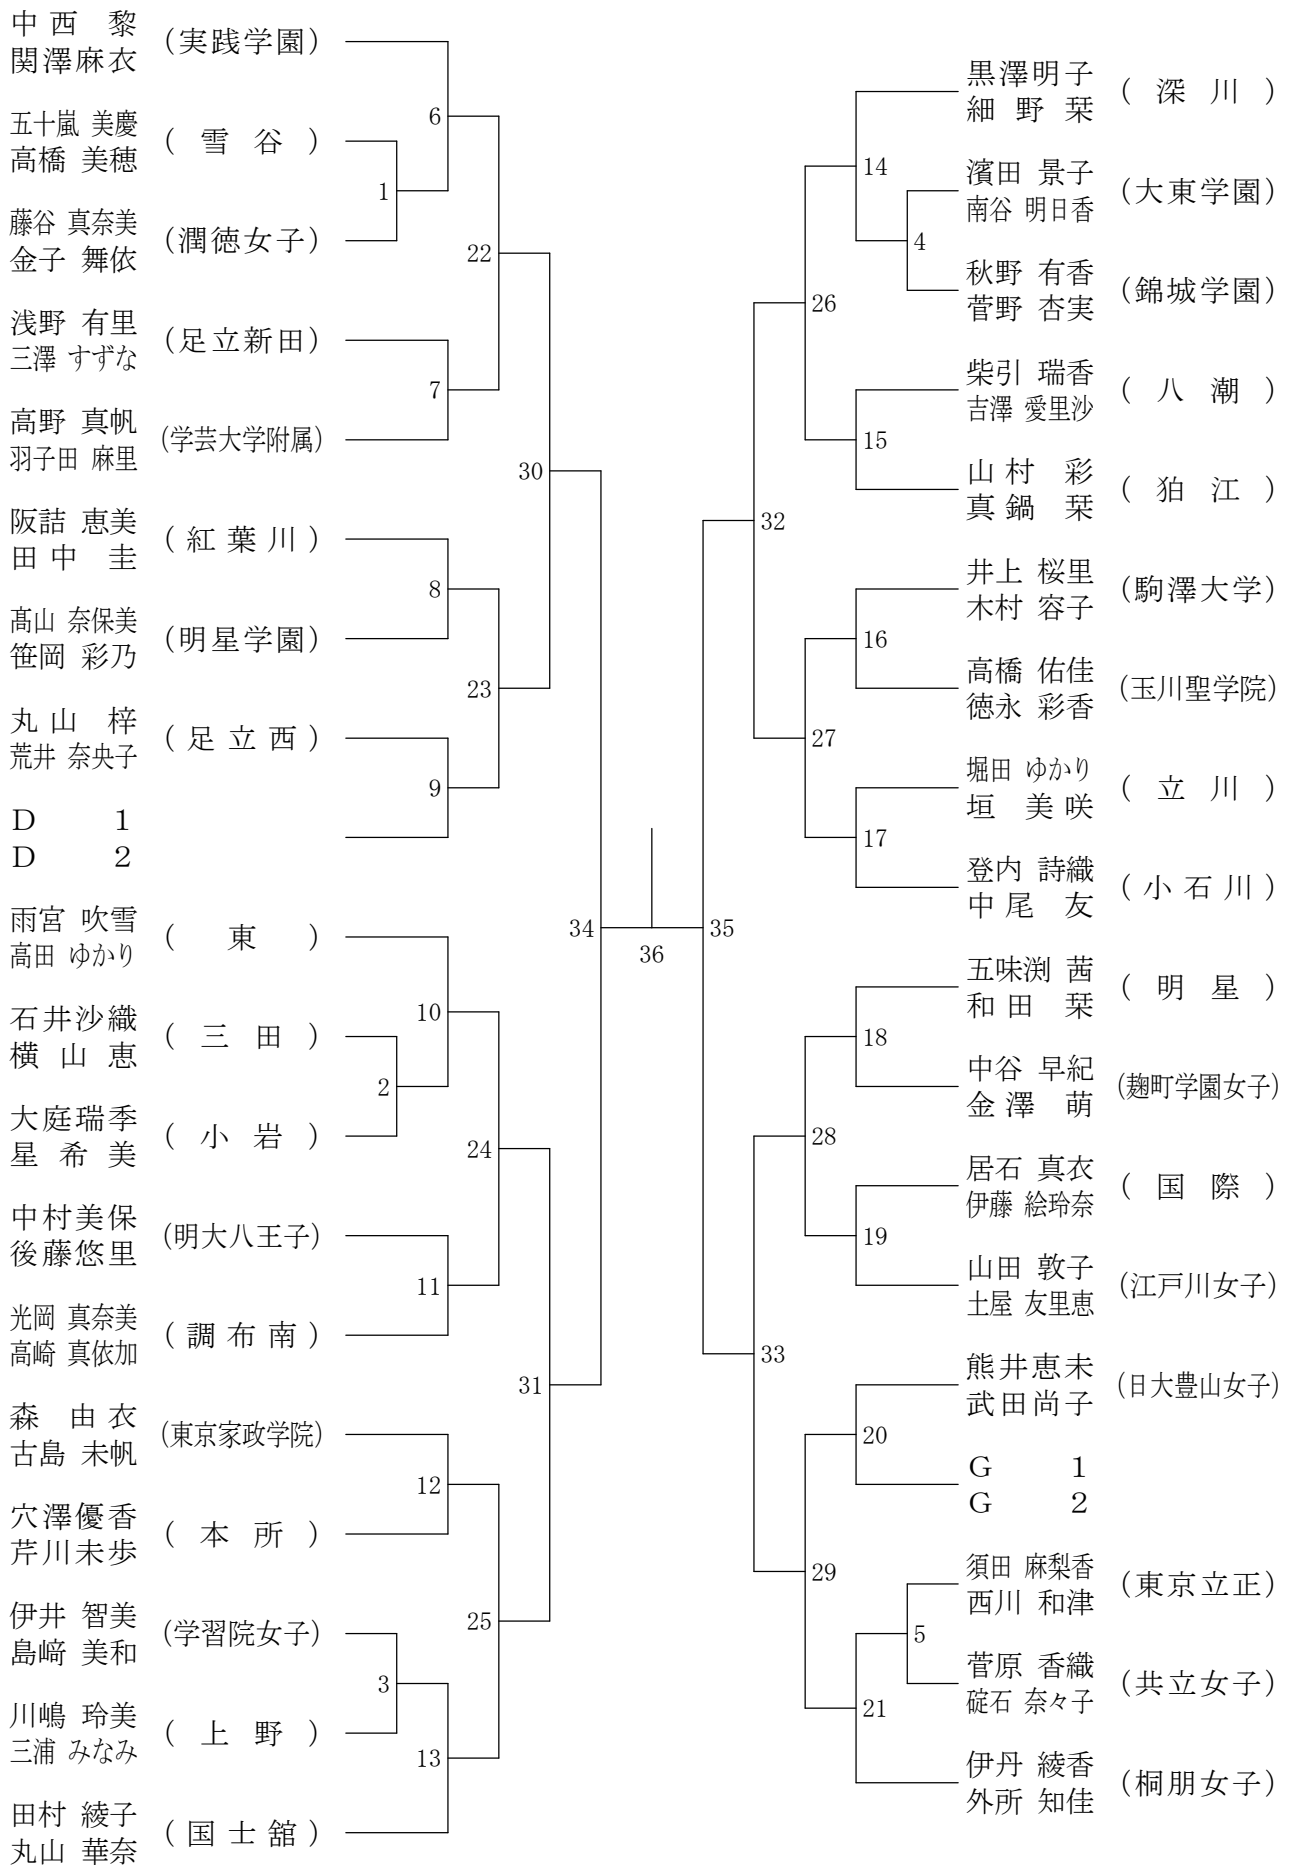 中西 黎
関澤麻衣
(実践学園)
五十嵐 美慶
高橋 美穂
(雪谷)
藤谷 真奈美
金子 舞依
(潤徳女子)
浅野 有里
三澤 すずな
(足立新田)
高野 真帆
羽子田 麻里
(学芸大学附属)
阪詰 恵美
田中 圭
(紅葉川)
髙山 奈保美
笹岡 彩乃
(明星学園)
丸山 梓
荒井 奈央子
(足立西)
D 1
D 2
雨宮 吹雪
高田 ゆかり
(東)
石井沙織
横山恵
(三田)
大庭瑞季
星希美
(小岩)
中村美保
後藤悠里
(明大八王子)
光岡 真奈美
高崎 真依加
(調布南)
森 由衣
古島 未帆
(東京家政学院)
穴澤優香
芹川未歩
(本所)
伊井 智美
島﨑 美和
(学習院女子)
川嶋 玲美
三浦 みなみ
(上野)
田村 綾子
丸山 華奈
(国士舘)
1
2
3
6
7
8
9
10
11
12
13
22
23
24
25
30
31
34
36
35
32
33
26
27
28
29
14
15
16
17
18
19
20
21
4
5
黒澤明子
細野栞
(深川)
濱田 景子
南谷 明日香
(大東学園)
秋野 有香
菅野 杏実
(錦城学園)
柴引 瑞香
吉澤 愛里沙
(八潮)
山村 彩
真鍋 栞
(狛江)
井上 桜里
木村 容子
(駒澤大学)
高橋 佑佳
徳永 彩香
(玉川聖学院)
堀田 ゆかり
垣 美咲
(立川)
登内 詩織
中尾 友
(小石川)
五味渕 茜
和田 栞
(明星)
中谷 早紀
金澤 萌
(麹町学園女子)
居石 真衣
伊藤 絵玲奈
(国際)
山田 敦子
土屋 友里恵
(江戸川女子)
熊井恵未
武田尚子
(日大豊山女子)
G 1
G 2
須田 麻梨香
西川 和津
(東京立正)
菅原 香織
碇石 奈々子
(共立女子)
伊丹 綾香
外所 知佳
(桐朋女子)